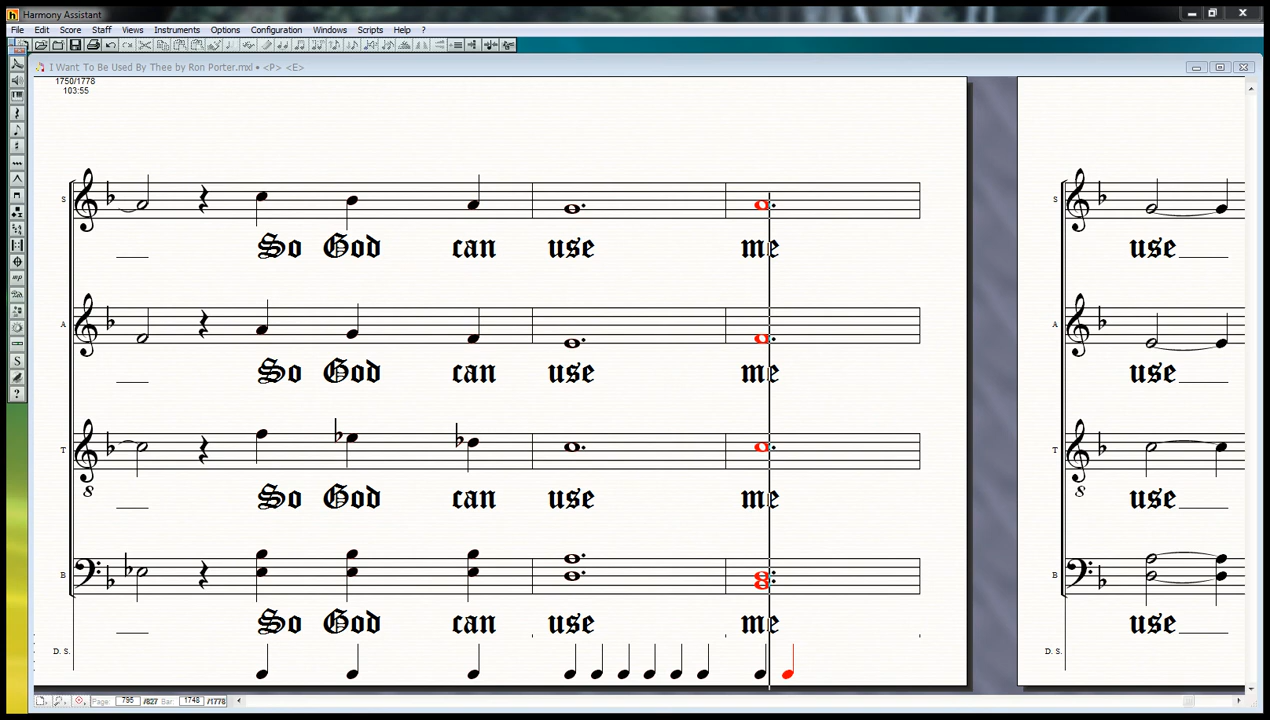 Harmony Assistant
File Edit Score Staff Views Instruments Options Configuration Windows Scripts Help ?
I Want To Be Used By Thee by Ron Porter.mxl • <P> <E>
1750/1778
103:55
S
So God can use me
S
use
A
So God can use me
A
use
T
8
So God can use me
T
8
use
B
So God can use me
B
use
D. S.
D. S.
Page: 795 /827 Bar: 1748 /1778